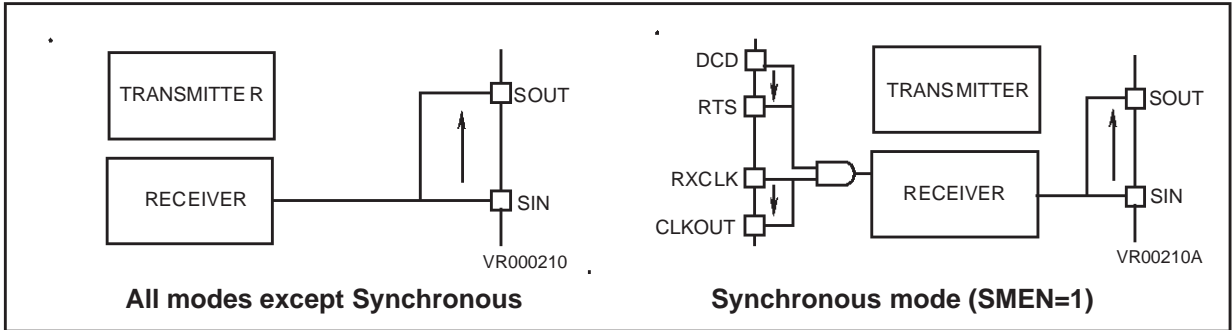 TRANSMITTE R
RECEIVER
SOUT
SIN
VR000210
All modes except Synchronous
DCD
RTS
RXCLK
CLKOUT
TRANSMITTER
RECEIVER
SOUT
SIN
VR00210A
Synchronous mode (SMEN=1)